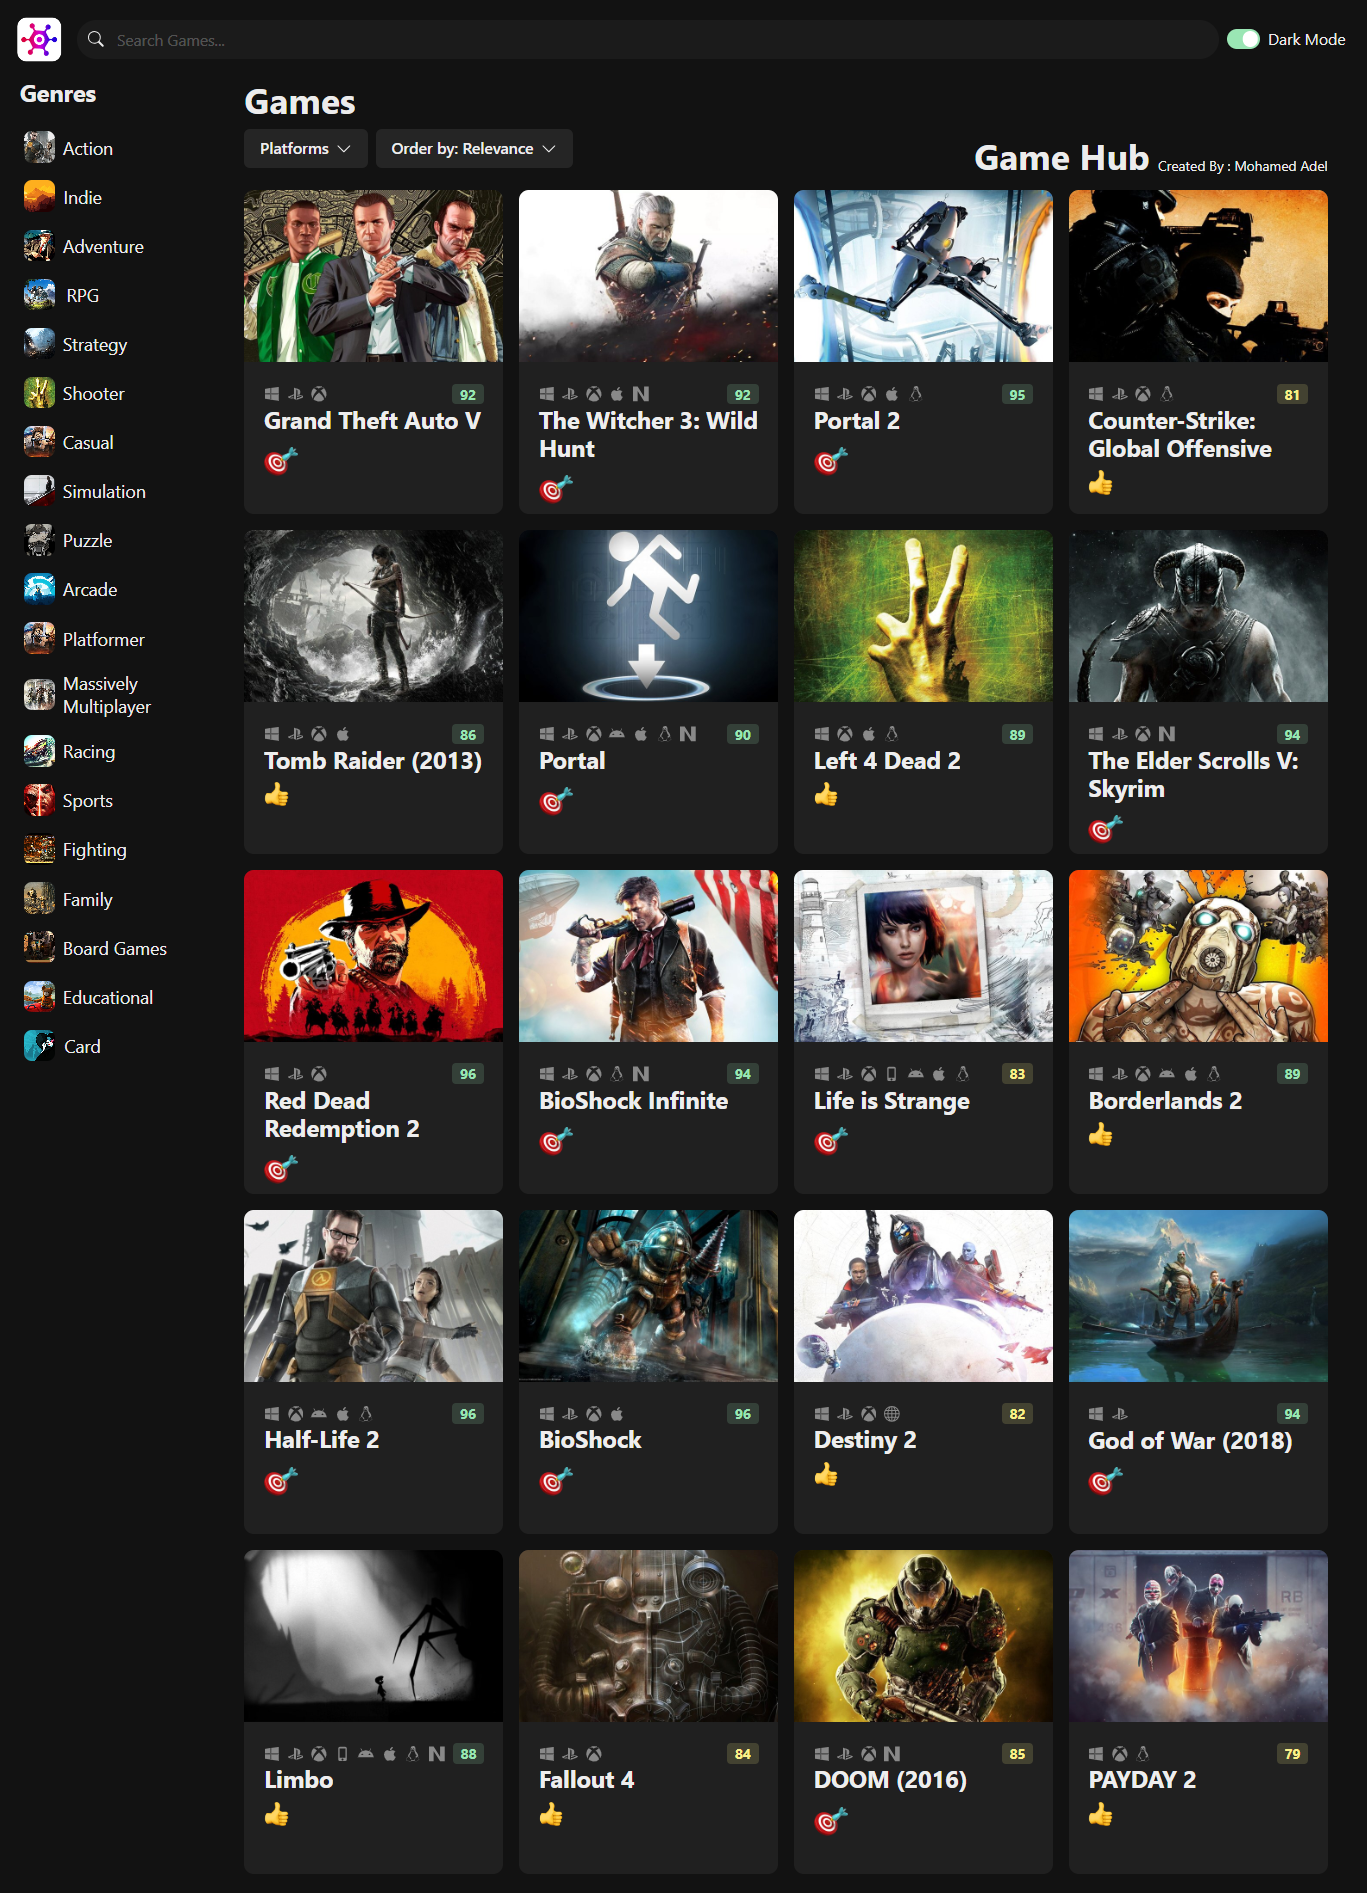 Search Games...
Dark Mode
Genres
Action
Indie
Adventure
RPG
Strategy
Shooter
Casual
Simulation
Puzzle
Arcade
Platformer
Massively
Multiplayer
Racing
Sports
Fighting
Family
Board Games
Educational
Card
Games
Platforms
Order by: Relevance
Game Hub Created By : Mohamed Adel
92
Grand Theft Auto V
92
The Witcher 3: Wild
Hunt
95
Portal 2
81
Counter-Strike:
Global Offensive
86
Tomb Raider (2013)
90
Portal
89
Left 4 Dead 2
94
The Elder Scrolls V:
Skyrim
96
Red Dead
Redemption 2
94
BioShock Infinite
83
Life is Strange
89
Borderlands 2
96
Half-Life 2
96
BioShock
82
Destiny 2
94
God of War (2018)
88
Limbo
84
Fallout 4
85
DOOM (2016)
RB
79
PAYDAY 2